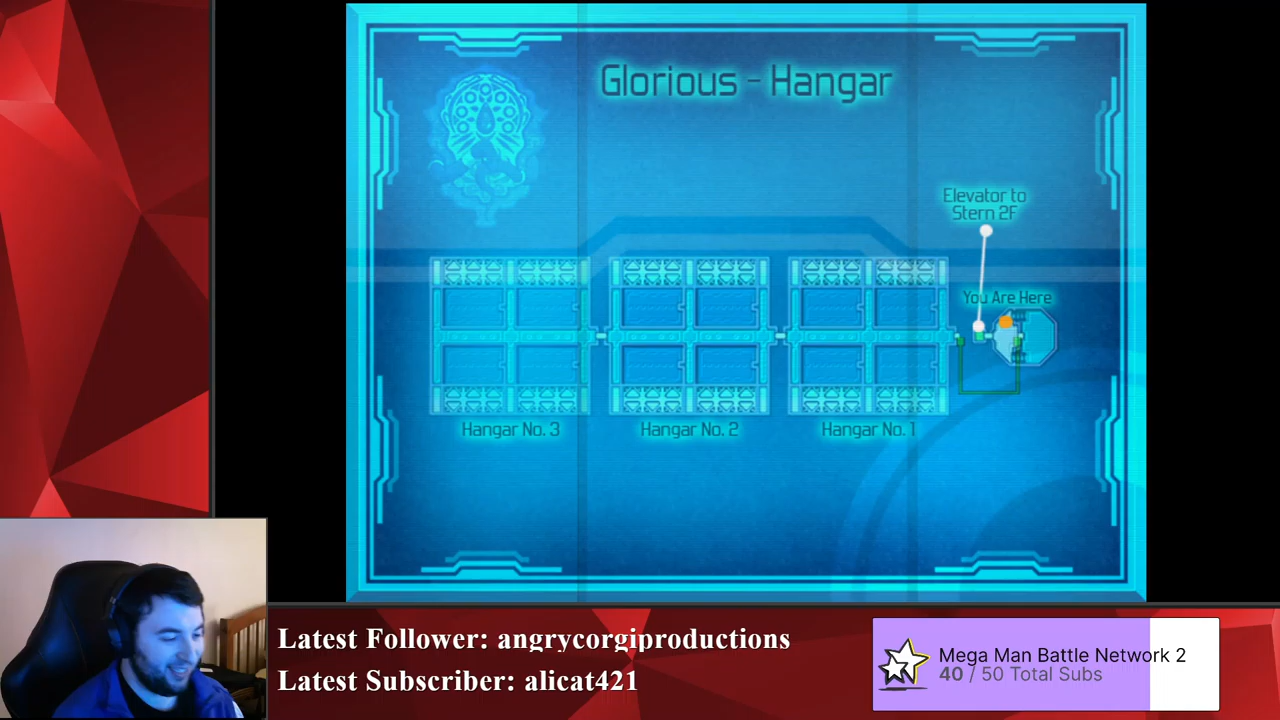 Glorious - Hangar
Elevator to
Stern 2F
You Are Here
Hangar No. 3
Hangar No. 2
Hangar No. 1
Latest Follower: angrycorgiproductions
Latest Subscriber: alicat421
Mega Man Battle Network 2
40 / 50 Total Subs